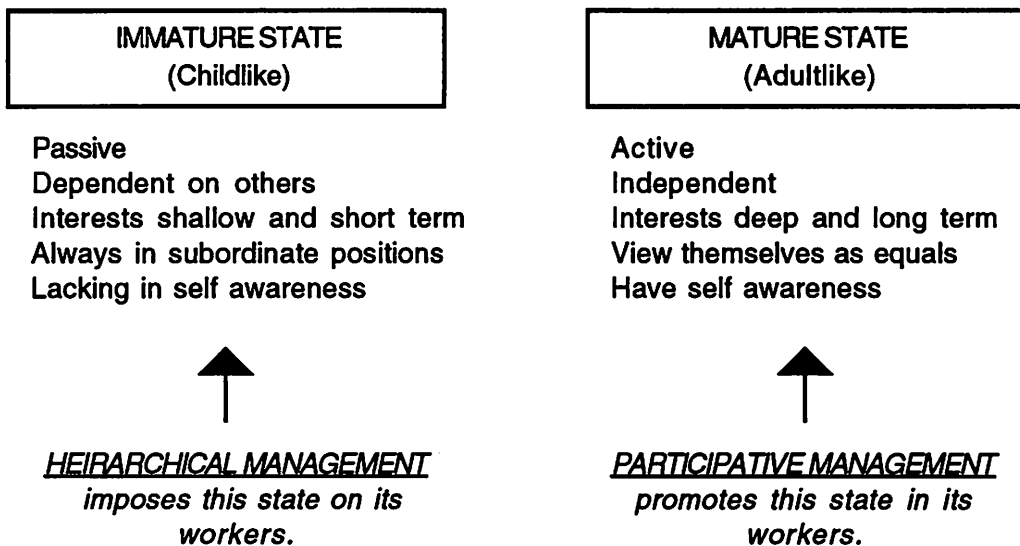 IMMATURE STATE
(Childlike)
Passive
Dependent on others
Interests shallow and short term
Always in subordinate positions
Lacking in self awareness
HEIRARCHICAL MANAGEMENT
imposes this state on its
workers.
MATURE STATE
(Adultlike)
Active
Independent
Interests deep and long term
View themselves as equals
Have self awareness
PARTICIPATIVE MANAGEMENT
promotes this state in its
workers.